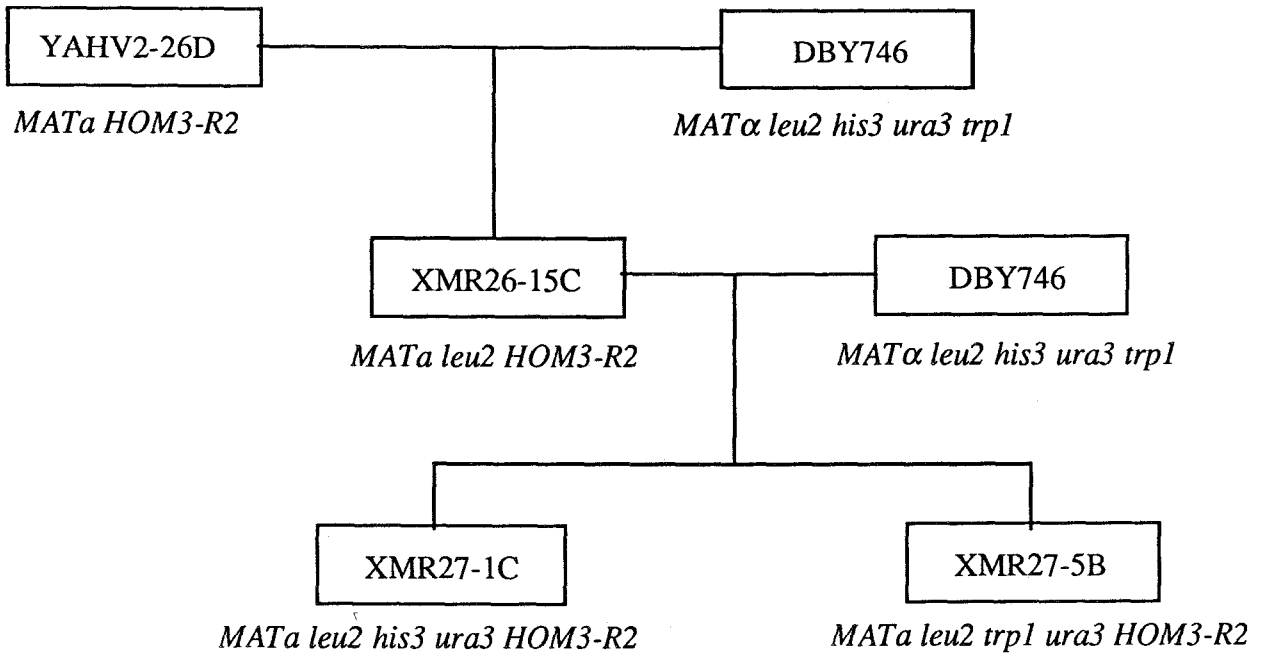 YAHV2-26D
DBY746
MATa HOM3-R2
MATα leu2 his3 ura3 trp1
XMR26-15C
DBY746
MATa leu2 HOM3-R2
MATα leu2 his3 ura3 trp1
XMR27-1C
XMR27-5B
MATa leu2 his3 ura3 HOM3-R2
MATa leu2 trp1 ura3 HOM3-R2